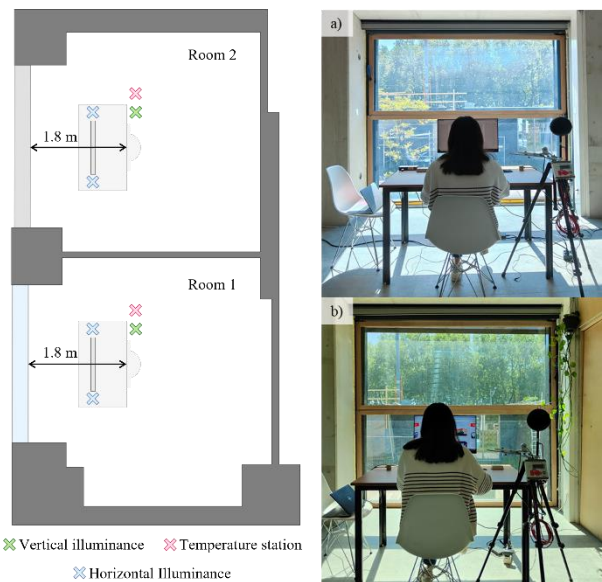 Room 2
1.8 m
Room 1
1.8 m
Vertical illuminance
Temperature station
Horizontal Illuminance
a)
b)